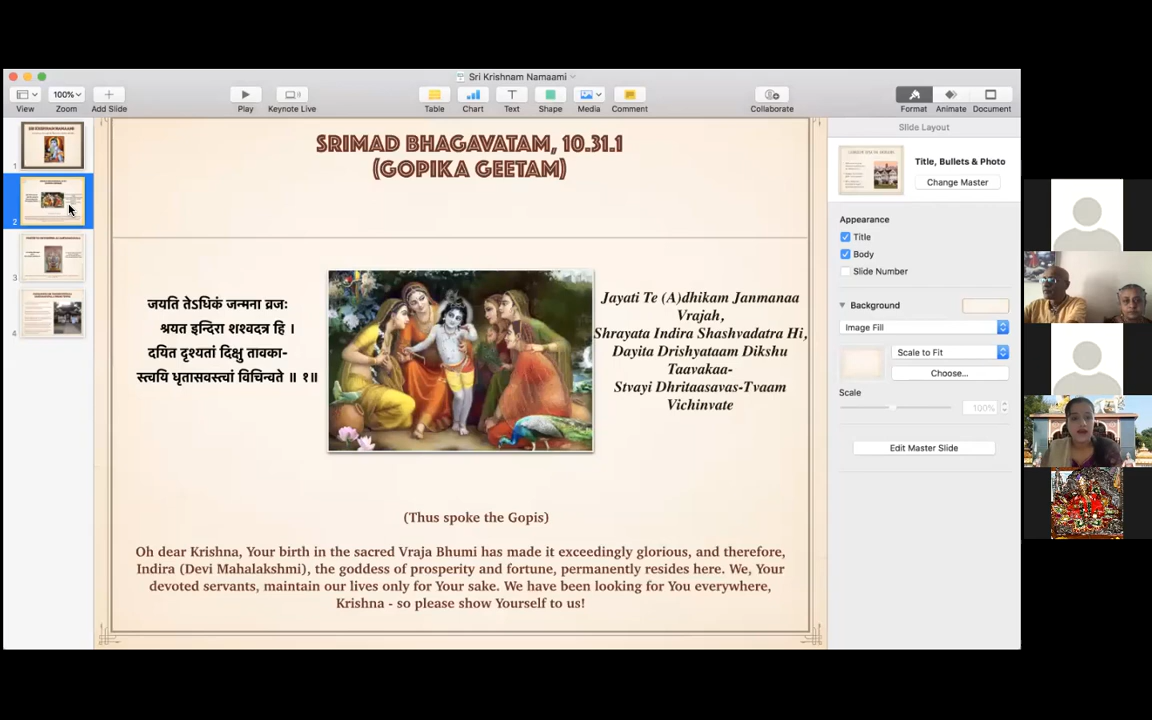 Sri Krishnam Namaami
100%
View
Zoom
Add Slide
Play
Keynote Live
Table
Chart
Text
Shape
Media
Comment
Collaborate
Format
Animate
Document
1
2
3
4
SRIMAD BHAGAVATAM, 10.31.1
(GOPIKA GEETAM)
जयति तेऽधिकं जन्मना व्रजः
श्रयत इन्दिरा शश्वदत्र हि ।
दयित दृश्यतां दिक्षु तावका-
स्त्वयि धृतासवस्त्वां विचिन्वते ॥ १॥
Jayati Te (A)dhikam Janmanaa
Vrajah,
Shrayata Indira Shashvadatra Hi,
Dayita Drishyataam Dikshu
Taavakaa-
Stvayi Dhritaasavas-Tvaam
Vichinvate
(Thus spoke the Gopis)
Oh dear Krishna, Your birth in the sacred Vraja Bhumi has made it exceedingly glorious, and therefore,
Indira (Devi Mahalakshmi), the goddess of prosperity and fortune, permanently resides here. We, Your
devoted servants, maintain our lives only for Your sake. We have been looking for You everywhere,
Krishna - so please show Yourself to us!
Slide Layout
Title, Bullets & Photo
Change Master
Appearance
Title
Body
Slide Number
Background
Image Fill
Scale to Fit
Choose...
Scale
100%
Edit Master Slide